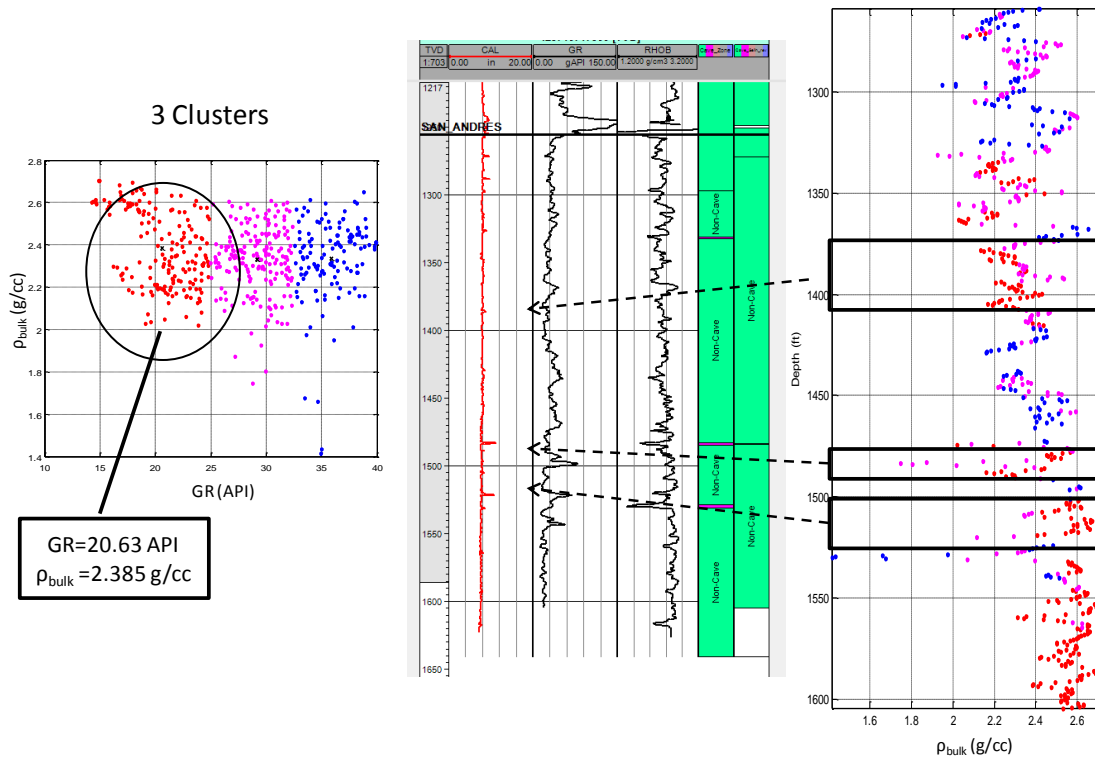 3 Clusters
2.8
2.6
2.4
2.2
2
1.8
1.6
1.4
10 15 20 25 30 35 40
ρbulk (g/cc)
GR (API)
GR=20.63 API
ρbulk =2.385 g/cc
TVD CAL GR RHOB
1:703 0.00 in 20.00 0.00 gAPI 150.00 1.2000 g/cm3 3.2000
1217
SAN_ANDRES
1300
1350
1400
1450
1500
1550
1600
1650
Non-Cave
Non-Cave
Non-Cave
Non-Cave
Non-Cave
Non-Cave
1300
1350
1400
1450
1500
1550
1600
Depth (ft)
1.6 1.8 2 2.2 2.4 2.6
ρbulk (g/cc)